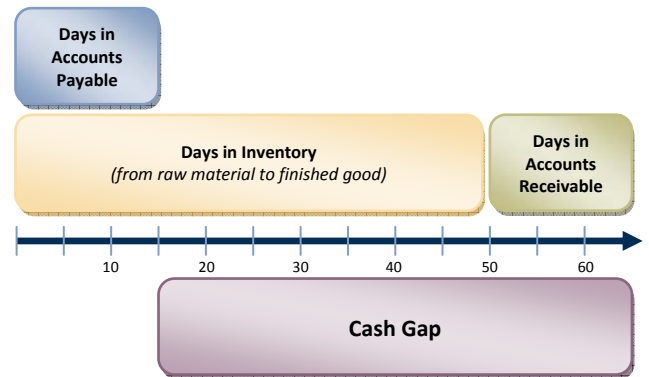 Days in
Accounts
Payable
Days in Inventory
(from raw material to finished good)
Days in
Accounts
Receivable
10 20 30 40 50 60
Cash Gap